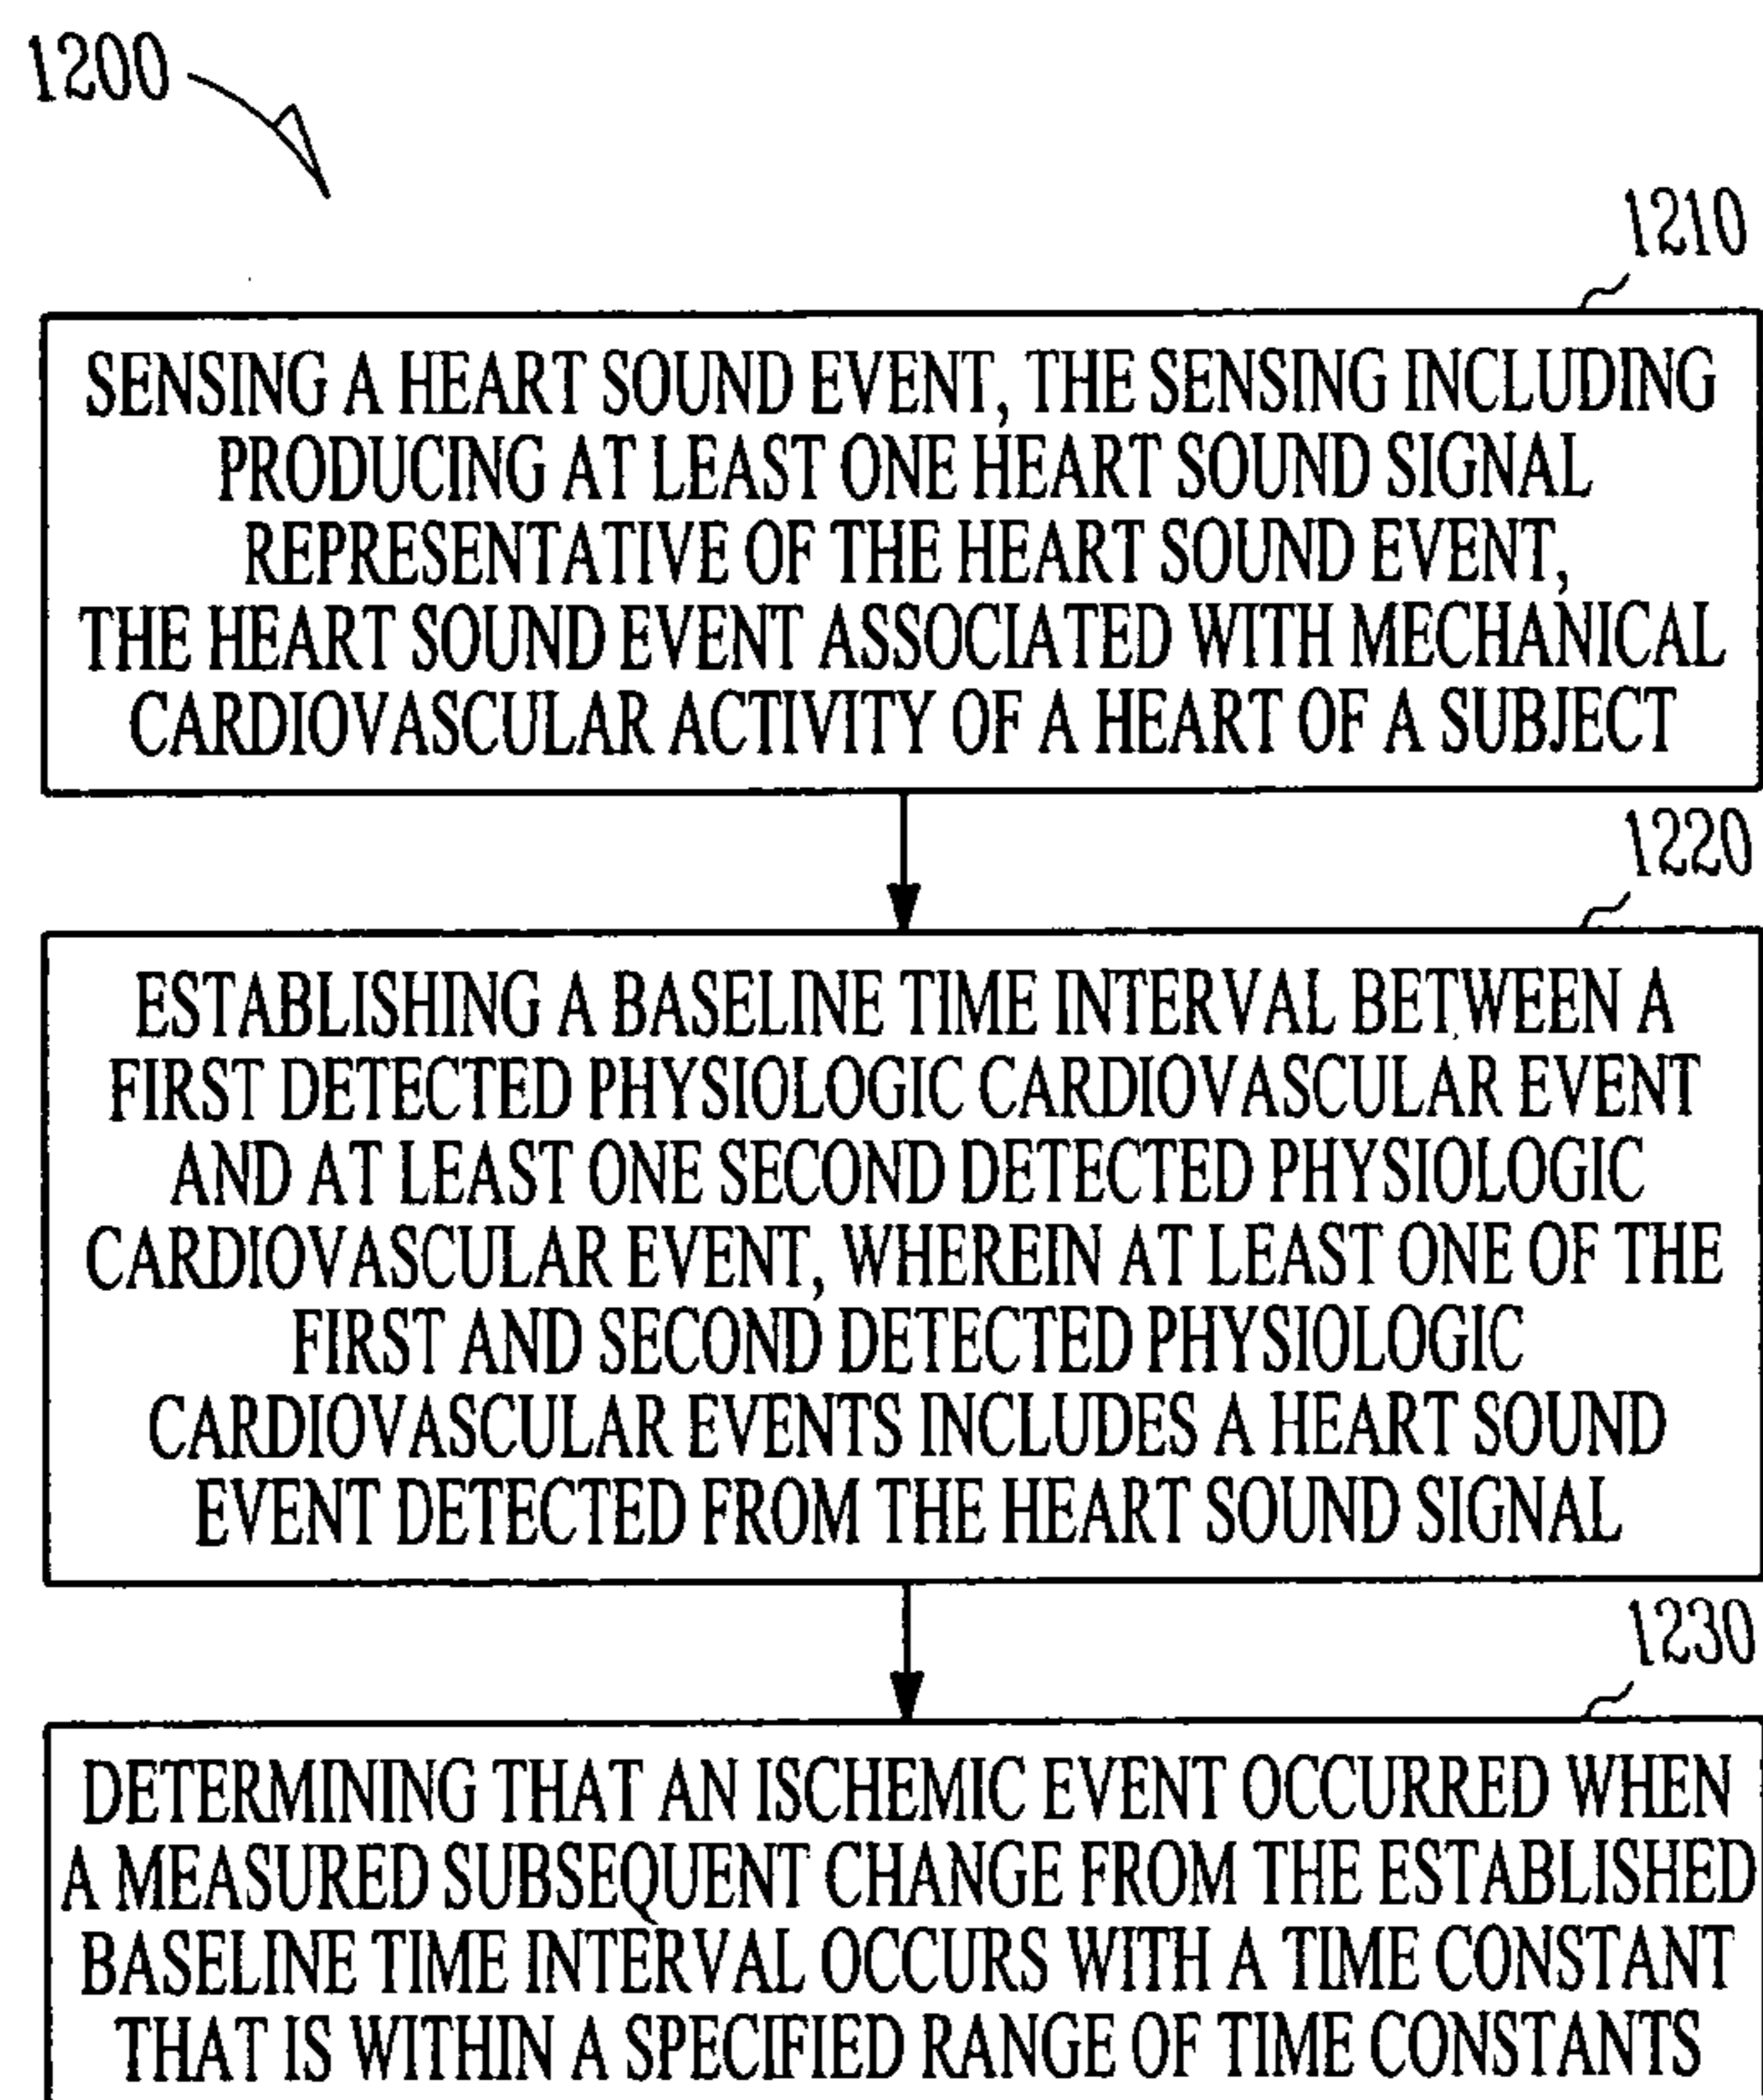 1200
1210
SENSING A HEART SOUND EVENT, THE SENSING INCLUDING
PRODUCING AT LEAST ONE HEART SOUND SIGNAL
REPRESENTATIVE OF THE HEART SOUND EVENT,
THE HEART SOUND EVENT ASSOCIATED WITH MECHANICAL
CARDIOVASCULAR ACTIVITY OF A HEART OF A SUBJECT
1220
ESTABLISHING A BASELINE TIME INTERVAL BETWEEN A
FIRST DETECTED PHYSIOLOGIC CARDIOVASCULAR EVENT
AND AT LEAST ONE SECOND DETECTED PHYSIOLOGIC
CARDIOVASCULAR EVENT, WHEREIN AT LEAST ONE OF THE
FIRST AND SECOND DETECTED PHYSIOLOGIC
CARDIOVASCULAR EVENTS INCLUDES A HEART SOUND
EVENT DETECTED FROM THE HEART SOUND SIGNAL
1230
DETERMINING THAT AN ISCHEMIC EVENT OCCURRED WHEN
A MEASURED SUBSEQUENT CHANGE FROM THE ESTABLISHED
BASELINE TIME INTERVAL OCCURS WITH A TIME CONSTANT
THAT IS WITHIN A SPECIFIED RANGE OF TIME CONSTANTS